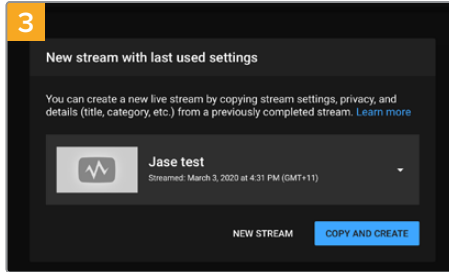 3
New stream with last used settings
You can create a new live stream by copying stream settings, privacy, and
details (title, category, etc.) from a previously completed stream. Learn more
Jase test
Streamed: March 3, 2020 at 4:31 PM (GMT+11)
NEW STREAM COPY AND CREATE